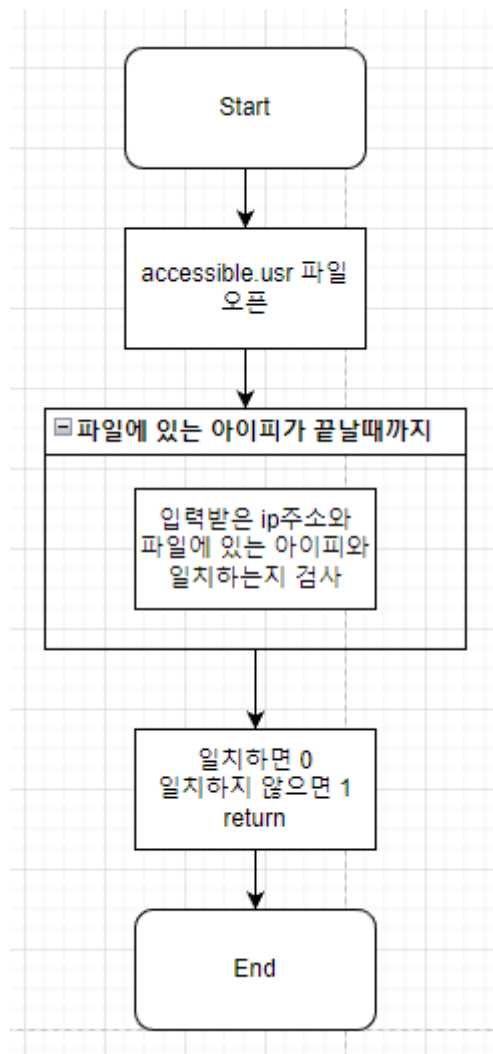 Start
accessible.usr 파일
오픈
파일에 있는 아이피가 끝날때까지
입력받은 ip주소와
파일에 있는 아이피와
일치하는지 검사
일치하면 0
일치하지 않으면 1
return
End